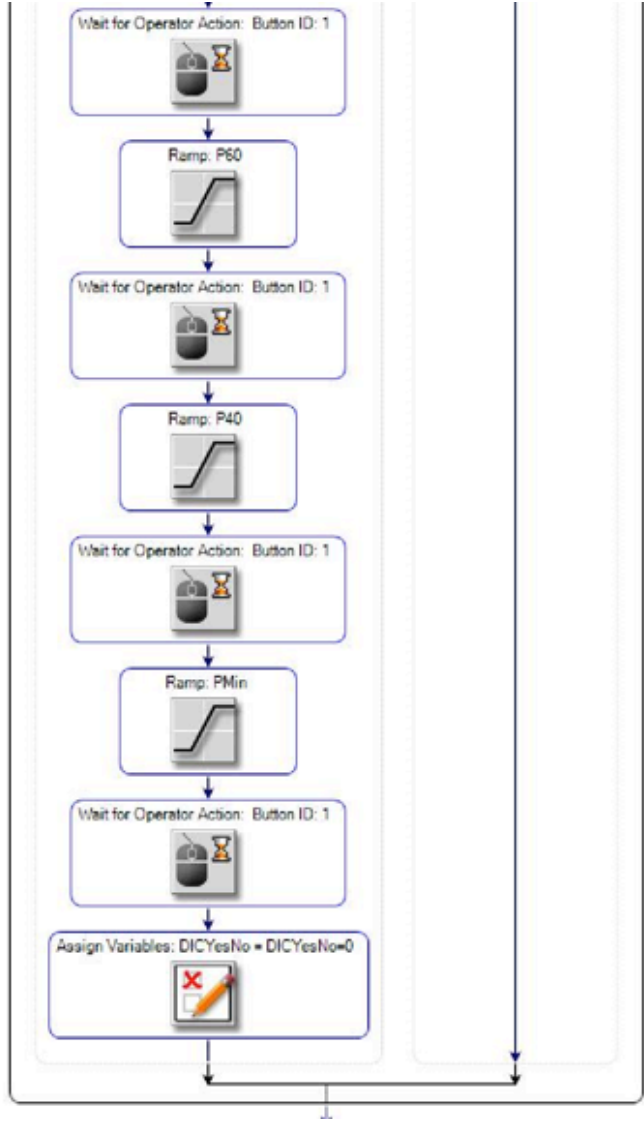 Wait for Operator Action: Button ID: 1
Ramp: P60
Wait for Operator Action: Button ID: 1
Ramp: P40
Wait for Operator Action: Button ID: 1
Ramp: PMin
Wait for Operator Action: Button ID: 1
Assign Variables: DICYesNo = DICYesNo=0